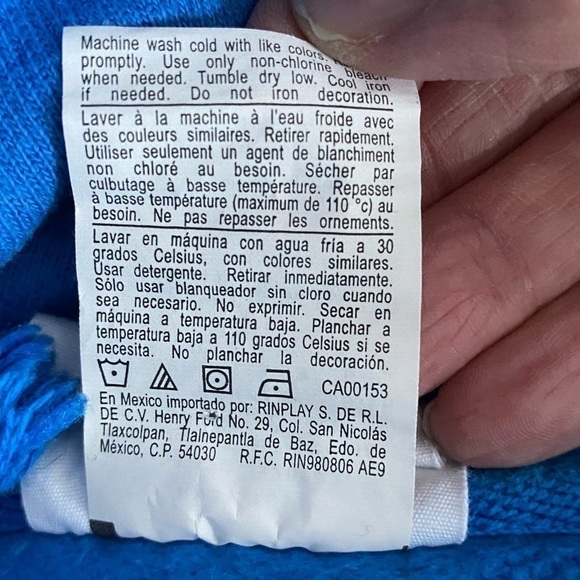 Machine wash cold with like colors.
promptly. Use only non-chlorine bleach
when needed. Tumble dry low. Cool iron
if needed. Do not iron decoration.
Laver à la machine à l'eau froide avec
des couleurs similaires. Retirer rapidement.
Utiliser seulement un agent de blanchiment
non chloré au besoin. Sécher par
culbutage à basse température. Repasser
à basse température (maximum de 110 °c) au
besoin. Ne pas repasser les ornements.
Lavar en máquina con agua fría a 30
grados Celsius, con colores similares.
Usar detergente. Retirar inmediatamente.
Sólo usar blanqueador sin cloro cuando
sea necesario. No exprimir. Secar en
máquina a temperatura baja. Planchar a
temperatura baja a 110 grados Celsius si se
necesita. No planchar la decoración.
CA00153
En Mexico importado por: RINPLAY S. DE R.L.
DE C.V. Henry Ford No. 29, Col. San Nicolás
Tlaxcolpan, Tlalnepantla de Baz, Edo. de
México, C.P. 54030 R.F.C. RIN980806 AE9